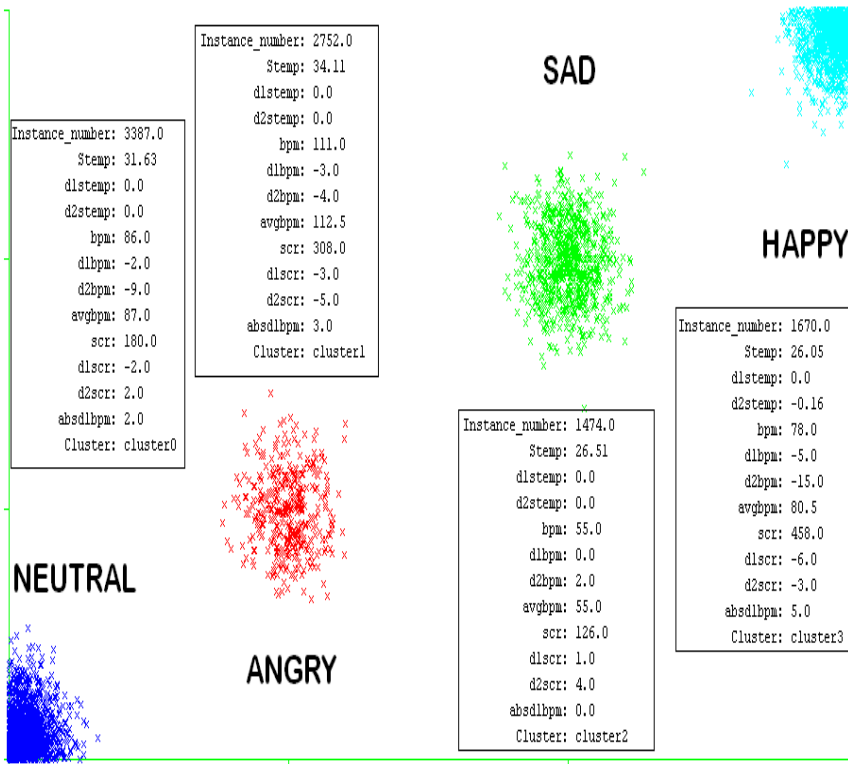 Instance_number: 3387.0
Stemp: 31.63
d1stemp: 0.0
d2stemp: 0.0
bpm: 86.0
d1bpm: -2.0
d2bpm: -9.0
avgbpm: 87.0
scr: 180.0
d1scr: -2.0
d2scr: 2.0
absd1bpm: 2.0
Cluster: cluster0
NEUTRAL
Instance_number: 2752.0
Stemp: 34.11
d1stemp: 0.0
d2stemp: 0.0
bpm: 111.0
d1bpm: -3.0
d2bpm: -4.0
avgbpm: 112.5
scr: 308.0
d1scr: -3.0
d2scr: -5.0
absd1bpm: 3.0
Cluster: cluster1
ANGRY
SAD
Instance_number: 1474.0
Stemp: 26.51
d1stemp: 0.0
d2stemp: 0.0
bpm: 55.0
d1bpm: 0.0
d2bpm: 2.0
avgbpm: 55.0
scr: 126.0
d1scr: 1.0
d2scr: 4.0
absd1bpm: 0.0
Cluster: cluster2
HAPPY
Instance_number: 1670.0
Stemp: 26.05
d1stemp: 0.0
d2stemp: -0.16
bpm: 78.0
d1bpm: -5.0
d2bpm: -15.0
avgbpm: 80.5
scr: 458.0
d1scr: -6.0
d2scr: -3.0
absd1bpm: 5.0
Cluster: cluster3